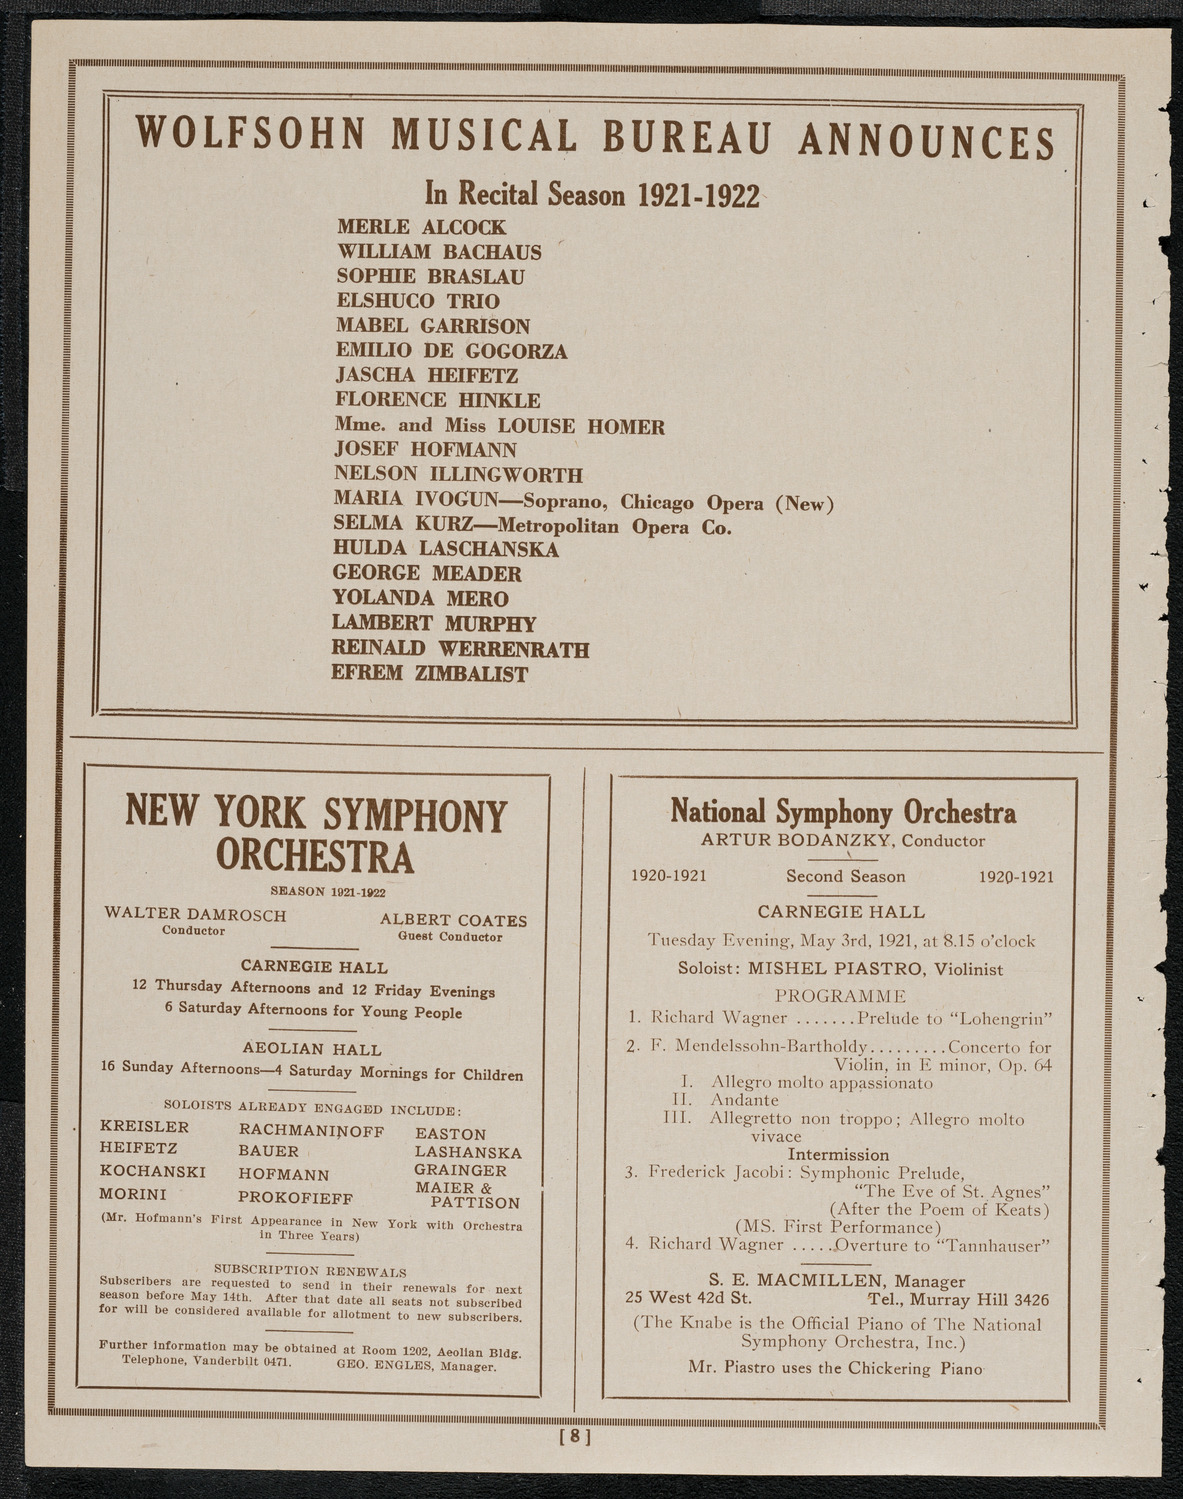 WOLFSOHN MUSICAL BUREAU ANNOUNCES
In Recital Season 1921-1922
MERLE ALCOCK
WILLIAM BACHAUS
SOPHIE BRASLAU
ELSHUCO TRIO
MABEL GARRISON
EMILIO DE GOGORZA
JASCHA HEIFETZ
FLORENCE HINKLE
Mme. and Miss LOUISE HOMER
JOSEF HOFMANN
NELSON ILLINGWORTH
MARIA IVOGUN—Soprano, Chicago Opera (New)
SELMA KURZ—Metropolitan Opera Co.
HULDA LASCHANSKA
GEORGE MEADER
YOLANDA MERO
LAMBERT MURPHY
REINALD WERRENRATH
EFREM ZIMBALIST
NEW YORK SYMPHONY
ORCHESTRA
SEASON 1921-1922
WALTER DAMROSCH ALBERT COATES
Conductor Guest Conductor
CARNEGIE HALL
12 Thursday Afternoons and 12 Friday Evenings
6 Saturday Afternoons for Young People
AEOLIAN HALL
16 Sunday Afternoons—4 Saturday Mornings for Children
SOLOISTS ALREADY ENGAGED INCLUDE:
KREISLER RACHMANINOFF EASTON
HEIFETZ BAUER LASHANSKA
KOCHANSKI HOFMANN GRAINGER
MORINI PROKOFIEFF MAIER &
PATTISON
(Mr. Hofmann's First Appearance in New York with Orchestra
in Three Years)
SUBSCRIPTION RENEWALS
Subscribers are requested to send in their renewals for next
season before May 14th. After that date all seats not subscribed
for will be considered available for allotment to new subscribers.
Further information may be obtained at Room 1202, Aeolian Bldg.
Telephone, Vanderbilt 0471. GEO. ENGLES, Manager.
National Symphony Orchestra
ARTUR BODANZKY, Conductor
1920-1921 Second Season 1920-1921
CARNEGIE HALL
Tuesday Evening, May 3rd, 1921, at 8.15 o'clock
Soloist: MISHEL PIASTRO, Violinist
PROGRAMME
1. Richard Wagner .......Prelude to "Lohengrin"
2. F. Mendelssohn-Bartholdy.........Concerto for
Violin, in E minor, Op. 64
I. Allegro molto appassionato
II. Andante
III. Allegretto non troppo; Allegro molto
vivace
Intermission
3. Frederick Jacobi: Symphonic Prelude,
"The Eve of St. Agnes"
(After the Poem of Keats)
(MS. First Performance)
4. Richard Wagner .....Overture to "Tannhauser"
S. E. MACMILLEN, Manager
25 West 42d St. Tel., Murray Hill 3426
(The Knabe is the Official Piano of The National
Symphony Orchestra, Inc.)
Mr. Piastro uses the Chickering Piano
[ 8 ]